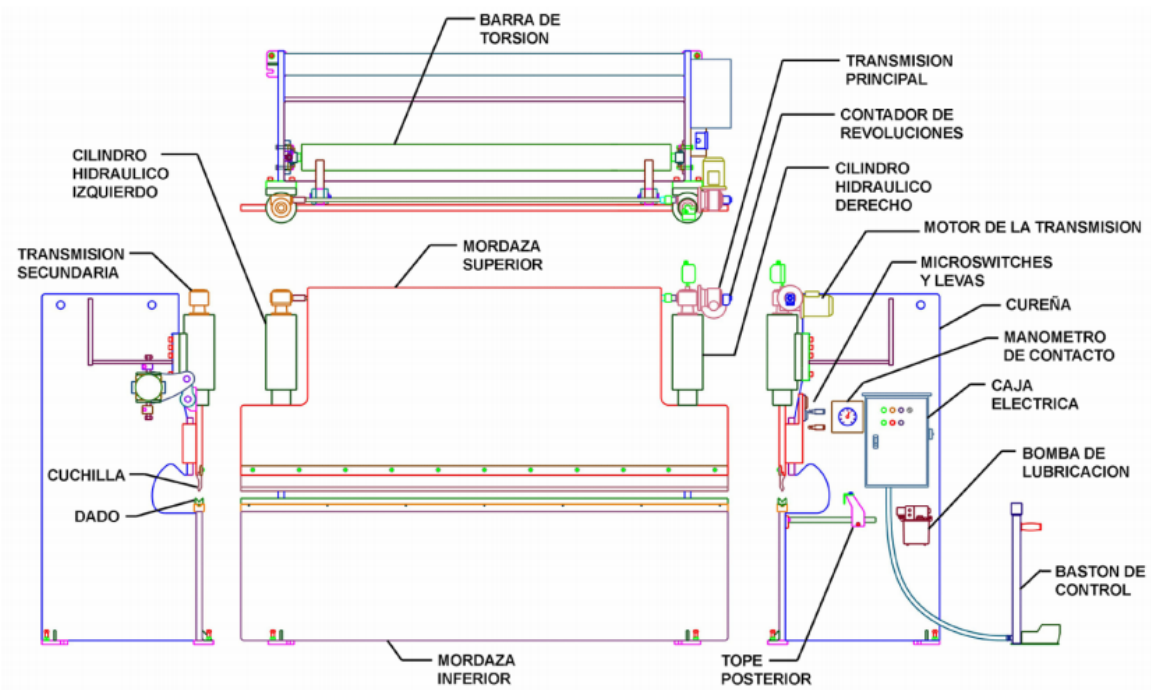 BARRA DE
TORSION
TRANSMISION
PRINCIPAL
CONTADOR DE
REVOLUCIONES
CILINDRO
HIDRAULICO
IZQUIERDO
CILINDRO
HIDRAULICO
DERECHO
MOTOR DE LA TRANSMISION
MORDAZA
SUPERIOR
TRANSMISION
SECUNDARIA
MICROSWITCHES
Y LEVAS
CUREÑA
MANOMETRO
DE CONTACTO
CAJA
ELECTRICA
BOMBA DE
LUBRICACION
CUCHILLA
DADO
BASTON DE
CONTROL
MORDAZA
INFERIOR
TOPE
POSTERIOR